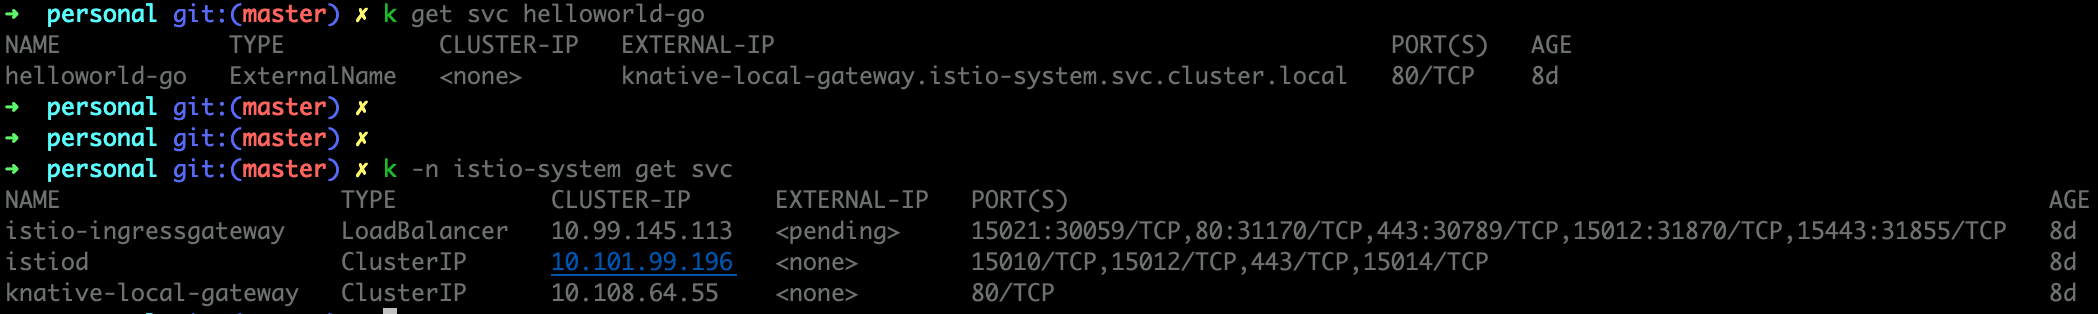 ➜  personal git:(master) ✗ k get svc helloworld-go
NAME            TYPE           CLUSTER-IP   EXTERNAL-IP                                            PORT(S)   AGE
helloworld-go   ExternalName   <none>       knative-local-gateway.istio-system.svc.cluster.local   80/TCP    8d
➜  personal git:(master) ✗
➜  personal git:(master) ✗
➜  personal git:(master) ✗ k -n istio-system get svc
NAME                    TYPE           CLUSTER-IP      EXTERNAL-IP   PORT(S)                                                                      AGE
istio-ingressgateway    LoadBalancer   10.99.145.113   <pending>     15021:30059/TCP,80:31170/TCP,443:30789/TCP,15012:31870/TCP,15443:31855/TCP   8d
istiod                  ClusterIP      10.101.99.196   <none>        15010/TCP,15012/TCP,443/TCP,15014/TCP                                        8d
knative-local-gateway   ClusterIP      10.108.64.55    <none>        80/TCP                                                                       8d